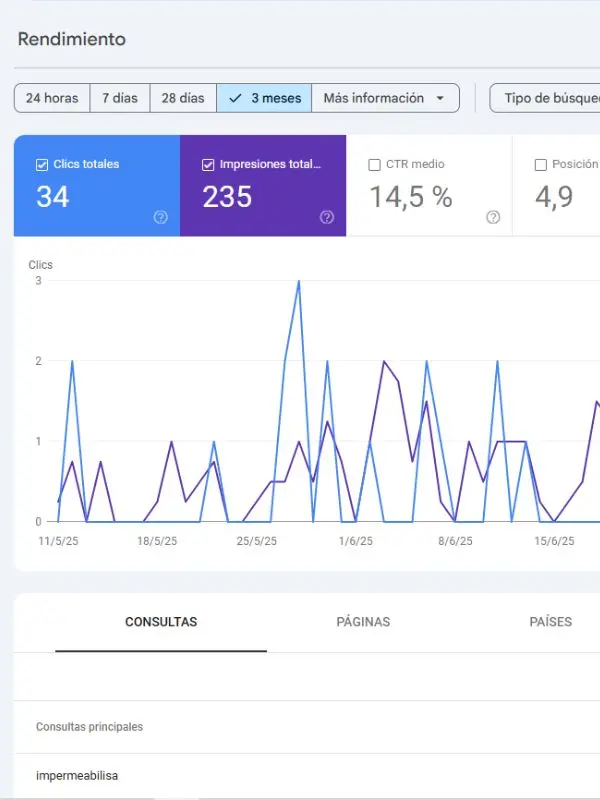 Rendimiento
24 horas 7 días 28 días 3 meses Más información Tipo de búsque
Clics totales Impresiones total... CTR medio Posición
34 235 14,5 % 4,9
Clics
3
2
1
0
11/5/25 18/5/25 25/5/25 1/6/25 8/6/25 15/6/25
CONSULTAS PÁGINAS PAÍSES
Consultas principales
impermeabilisa